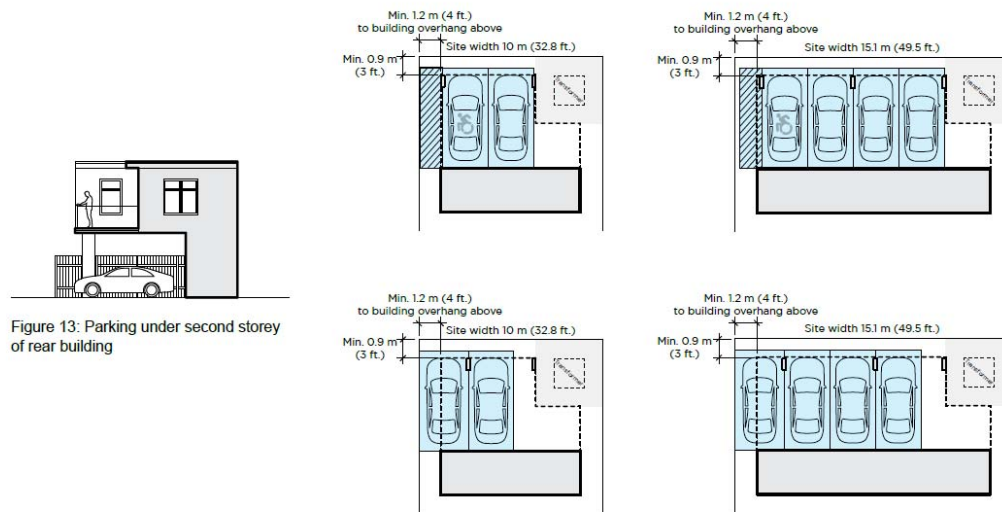 Min. 1.2 m (4 ft.)
to building overhang above
Site width 10 m (32.8 ft.)
Min. 0.9 m
(3 ft.)
Transformer
Min. 1.2 m (4 ft.)
to building overhang above
Site width 15.1 m (49.5 ft.)
Min. 0.9 m
(3 ft.)
Transformer
Figure 13: Parking under second storey
of rear building
Min. 1.2 m (4 ft.)
to building overhang above
Site width 10 m (32.8 ft.)
Min. 0.9 m
(3 ft.)
Transformer
Min. 1.2 m (4 ft.)
to building overhang above
Site width 15.1 m (49.5 ft.)
Min. 0.9 m
(3 ft.)
Transformer